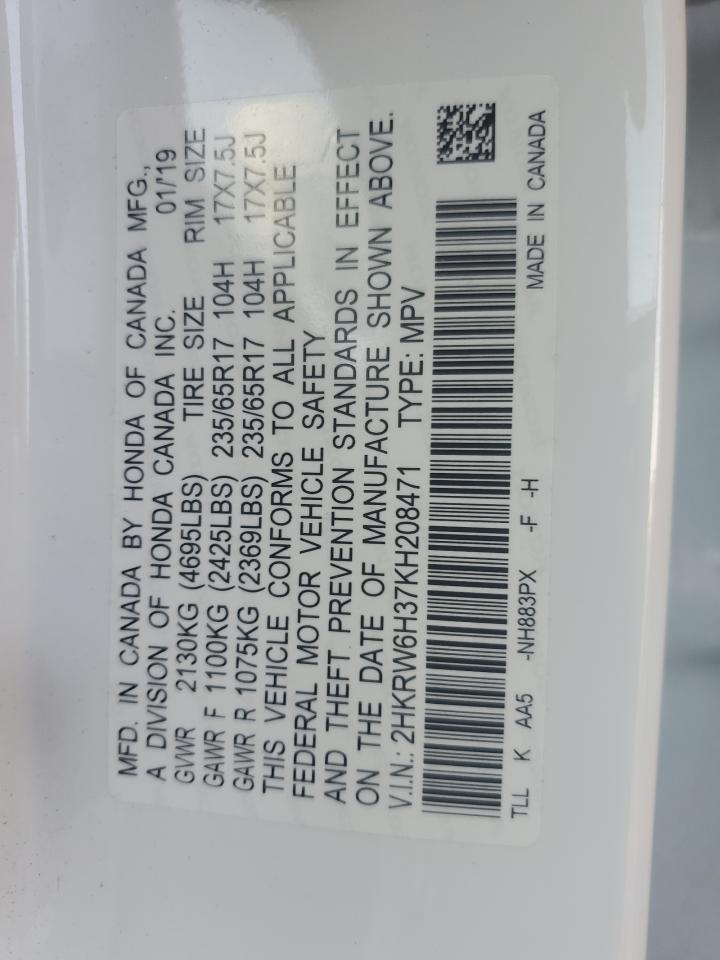 MFD. IN CANADA BY HONDA OF CANADA MFG.,
A DIVISION OF HONDA CANADA INC. 01/'19
GVWR 2130KG (4695LBS) TIRE SIZE RIM SIZE
GAWR F 1100KG (2425LBS) 235/65R17 104H 17X7.5J
GAWR R 1075KG (2369LBS) 235/65R17 104H 17X7.5J
THIS VEHICLE CONFORMS TO ALL APPLICABLE
FEDERAL MOTOR VEHICLE SAFETY
AND THEFT PREVENTION STANDARDS IN EFFECT
ON THE DATE OF MANUFACTURE SHOWN ABOVE.
V.I.N.: 2HKRW6H37KH208471 TYPE: MPV
TLL K AA5 -NH883PX -F -H MADE IN CANADA